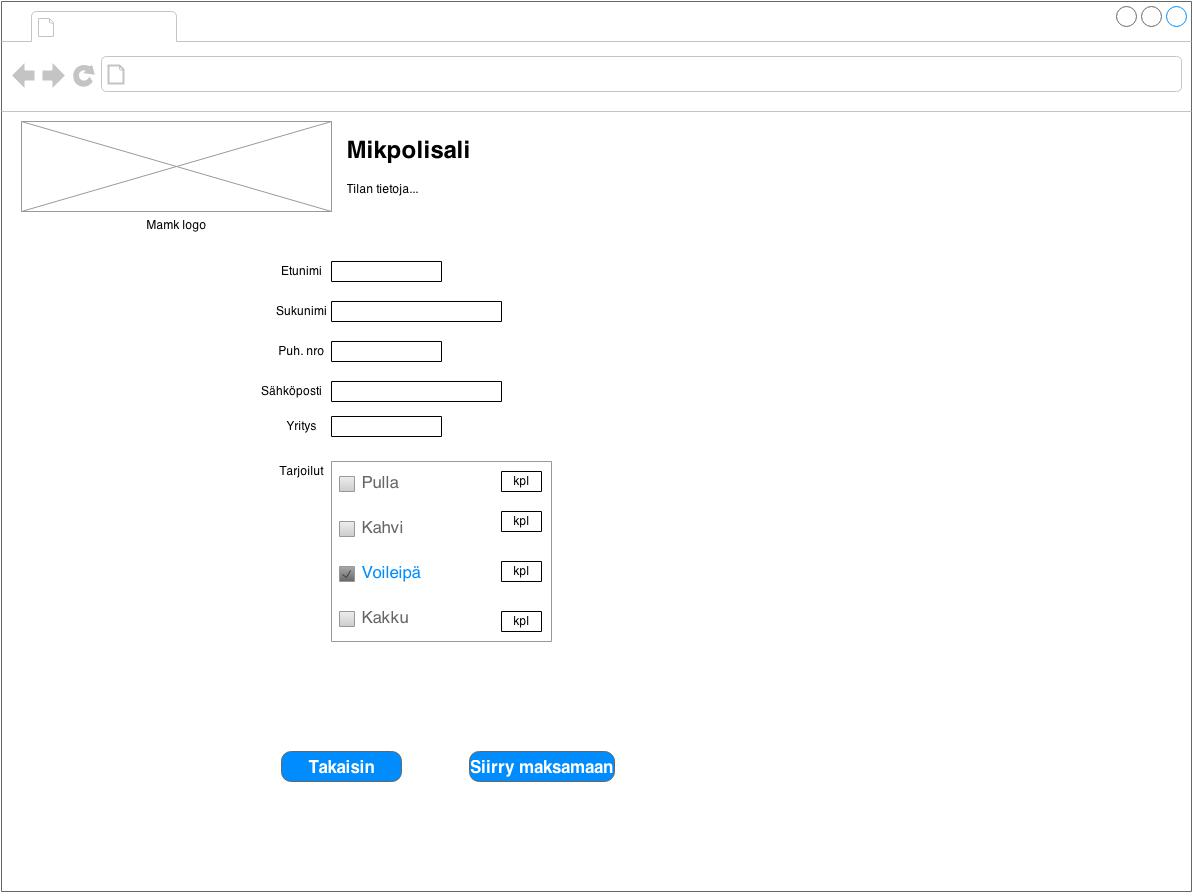 Mikpolisali
Tilan tietoja...
Mamk logo
Etunimi
Sukunimi
Puh. nro
Sähköposti
Yritys
Tarjoilut
Pulla kpl
Kahvi kpl
Voileipä kpl
Kakku kpl
Takaisin Siirry maksamaan